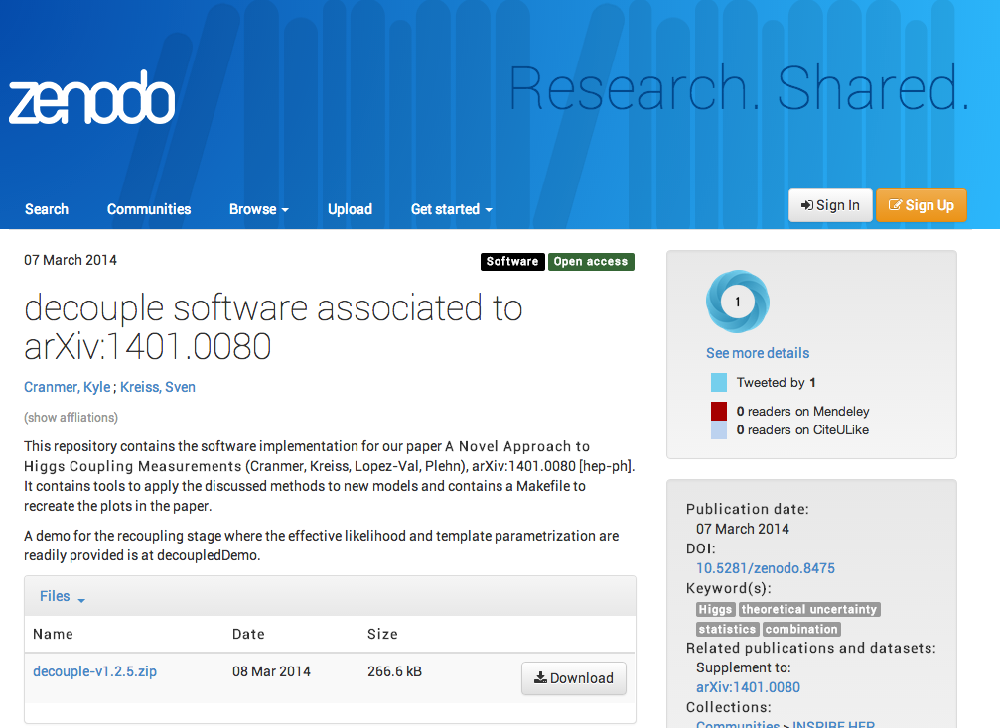 zenodo
Research. Shared.
Search Communities Browse Upload Get started Sign In Sign Up
07 March 2014 Software Open access
decouple software associated to
arXiv:1401.0080
Cranmer, Kyle ; Kreiss, Sven
(show affliations)
This repository contains the software implementation for our paper A Novel Approach to
Higgs Coupling Measurements (Cranmer, Kreiss, Lopez-Val, Plehn), arXiv:1401.0080 [hep-ph].
It contains tools to apply the discussed methods to new models and contains a Makefile to
recreate the plots in the paper.
A demo for the recoupling stage where the effective likelihood and template parametrization are
readily provided is at decoupledDemo.
Files
Name Date Size
decouple-v1.2.5.zip 08 Mar 2014 266.6 kB Download
1
See more details
Tweeted by 1
0 readers on Mendeley
0 readers on CiteULike
Publication date:
07 March 2014
DOI:
10.5281/zenodo.8475
Keyword(s):
Higgs theoretical uncertainty
statistics combination
Related publications and datasets:
Supplement to:
arXiv:1401.0080
Collections:
Communities > INSPIRE HEP